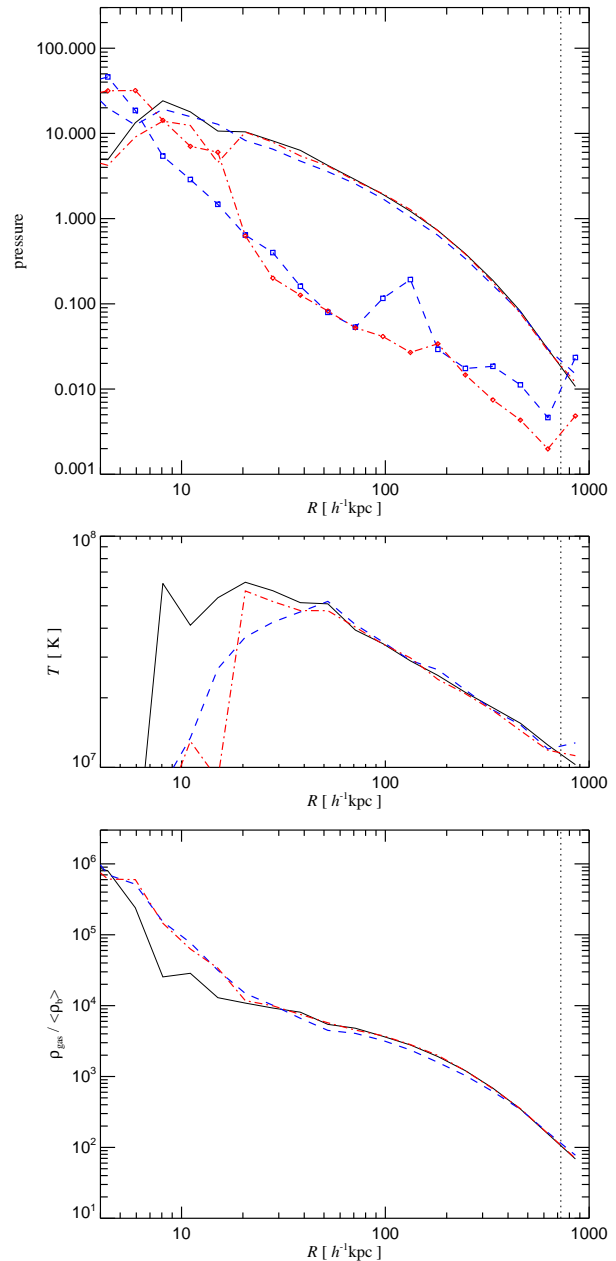 100.000
10.000
1.000
0.100
0.010
0.001
pressure
10 100 1000
R [ h⁻¹kpc ]
10⁸
10⁷
T [ K ]
10 100 1000
R [ h⁻¹kpc ]
10⁶
10⁵
10⁴
10³
10²
10¹
ρgas / <ρb>
10 100 1000
R [ h⁻¹kpc ]